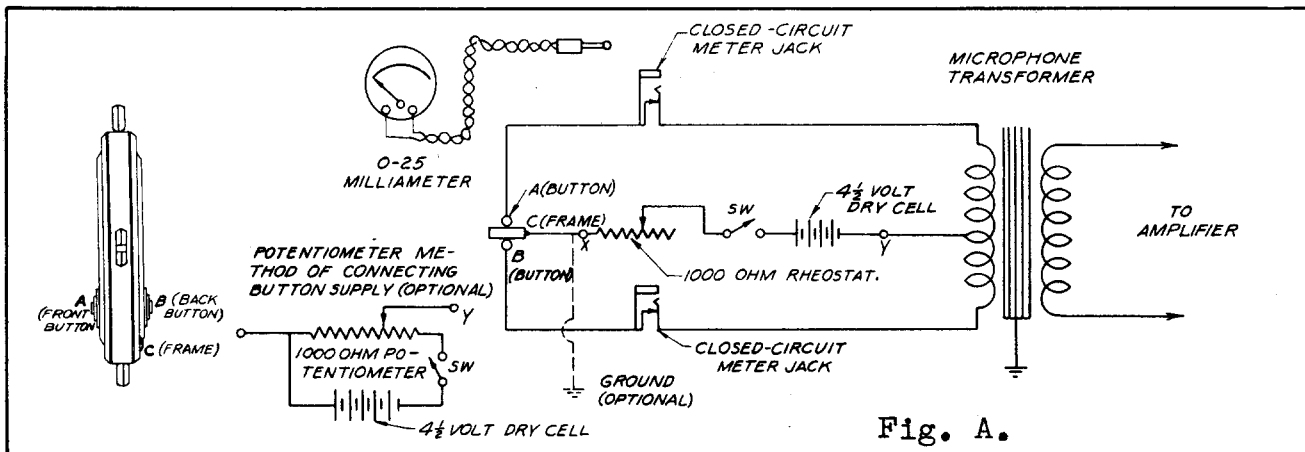 CLOSED-CIRCUIT
METER JACK
MICROPHONE
TRANSFORMER
0-25
MILLIAMETER
A (BUTTON)
C (FRAME)
X
B
(BUTTON)
SW
4½ VOLT
DRY CELL
Y
1000 OHM RHEOSTAT.
TO
AMPLIFIER
POTENTIOMETER ME-
THOD OF CONNECTING
BUTTON SUPPLY (OPTIONAL)
A
(FRONT
BUTTON)
B (BACK
BUTTON)
C (FRAME)
Y
1000 OHM PO-
TENTIOMETER
SW
4½ VOLT DRY CELL
GROUND
(OPTIONAL)
CLOSED-CIRCUIT
METER JACK
Fig. A.